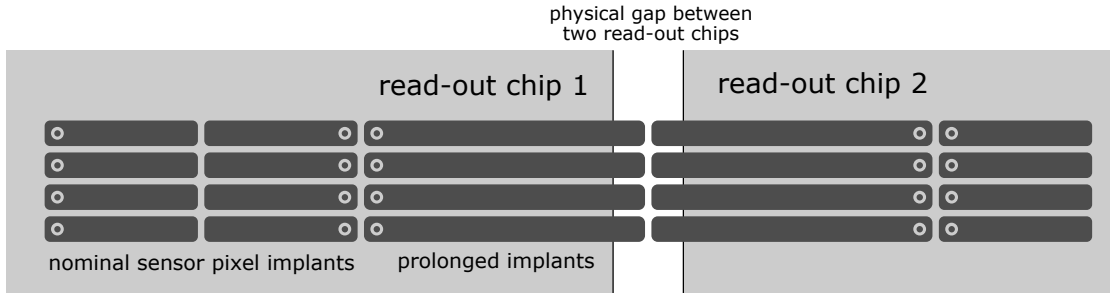 physical gap between
two read-out chips
read-out chip 1
read-out chip 2
nominal sensor pixel implants
prolonged implants